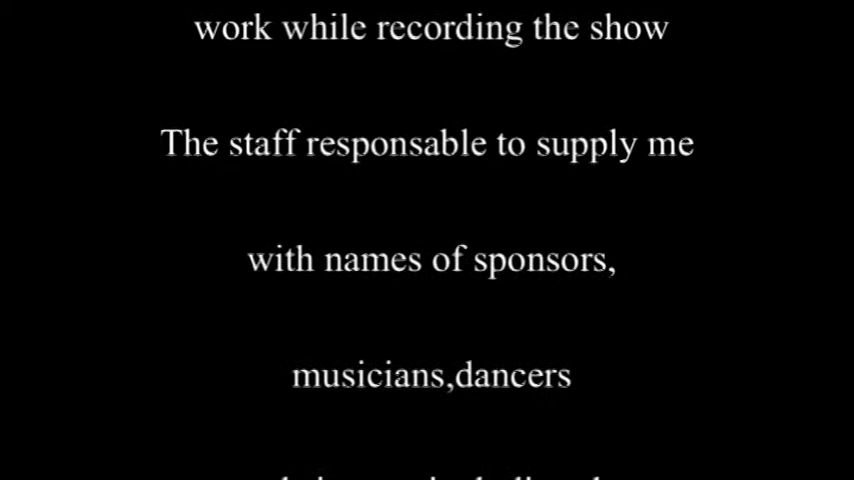 work while recording the show
The staff responsable to supply me
with names of sponsors,
musicians,dancers